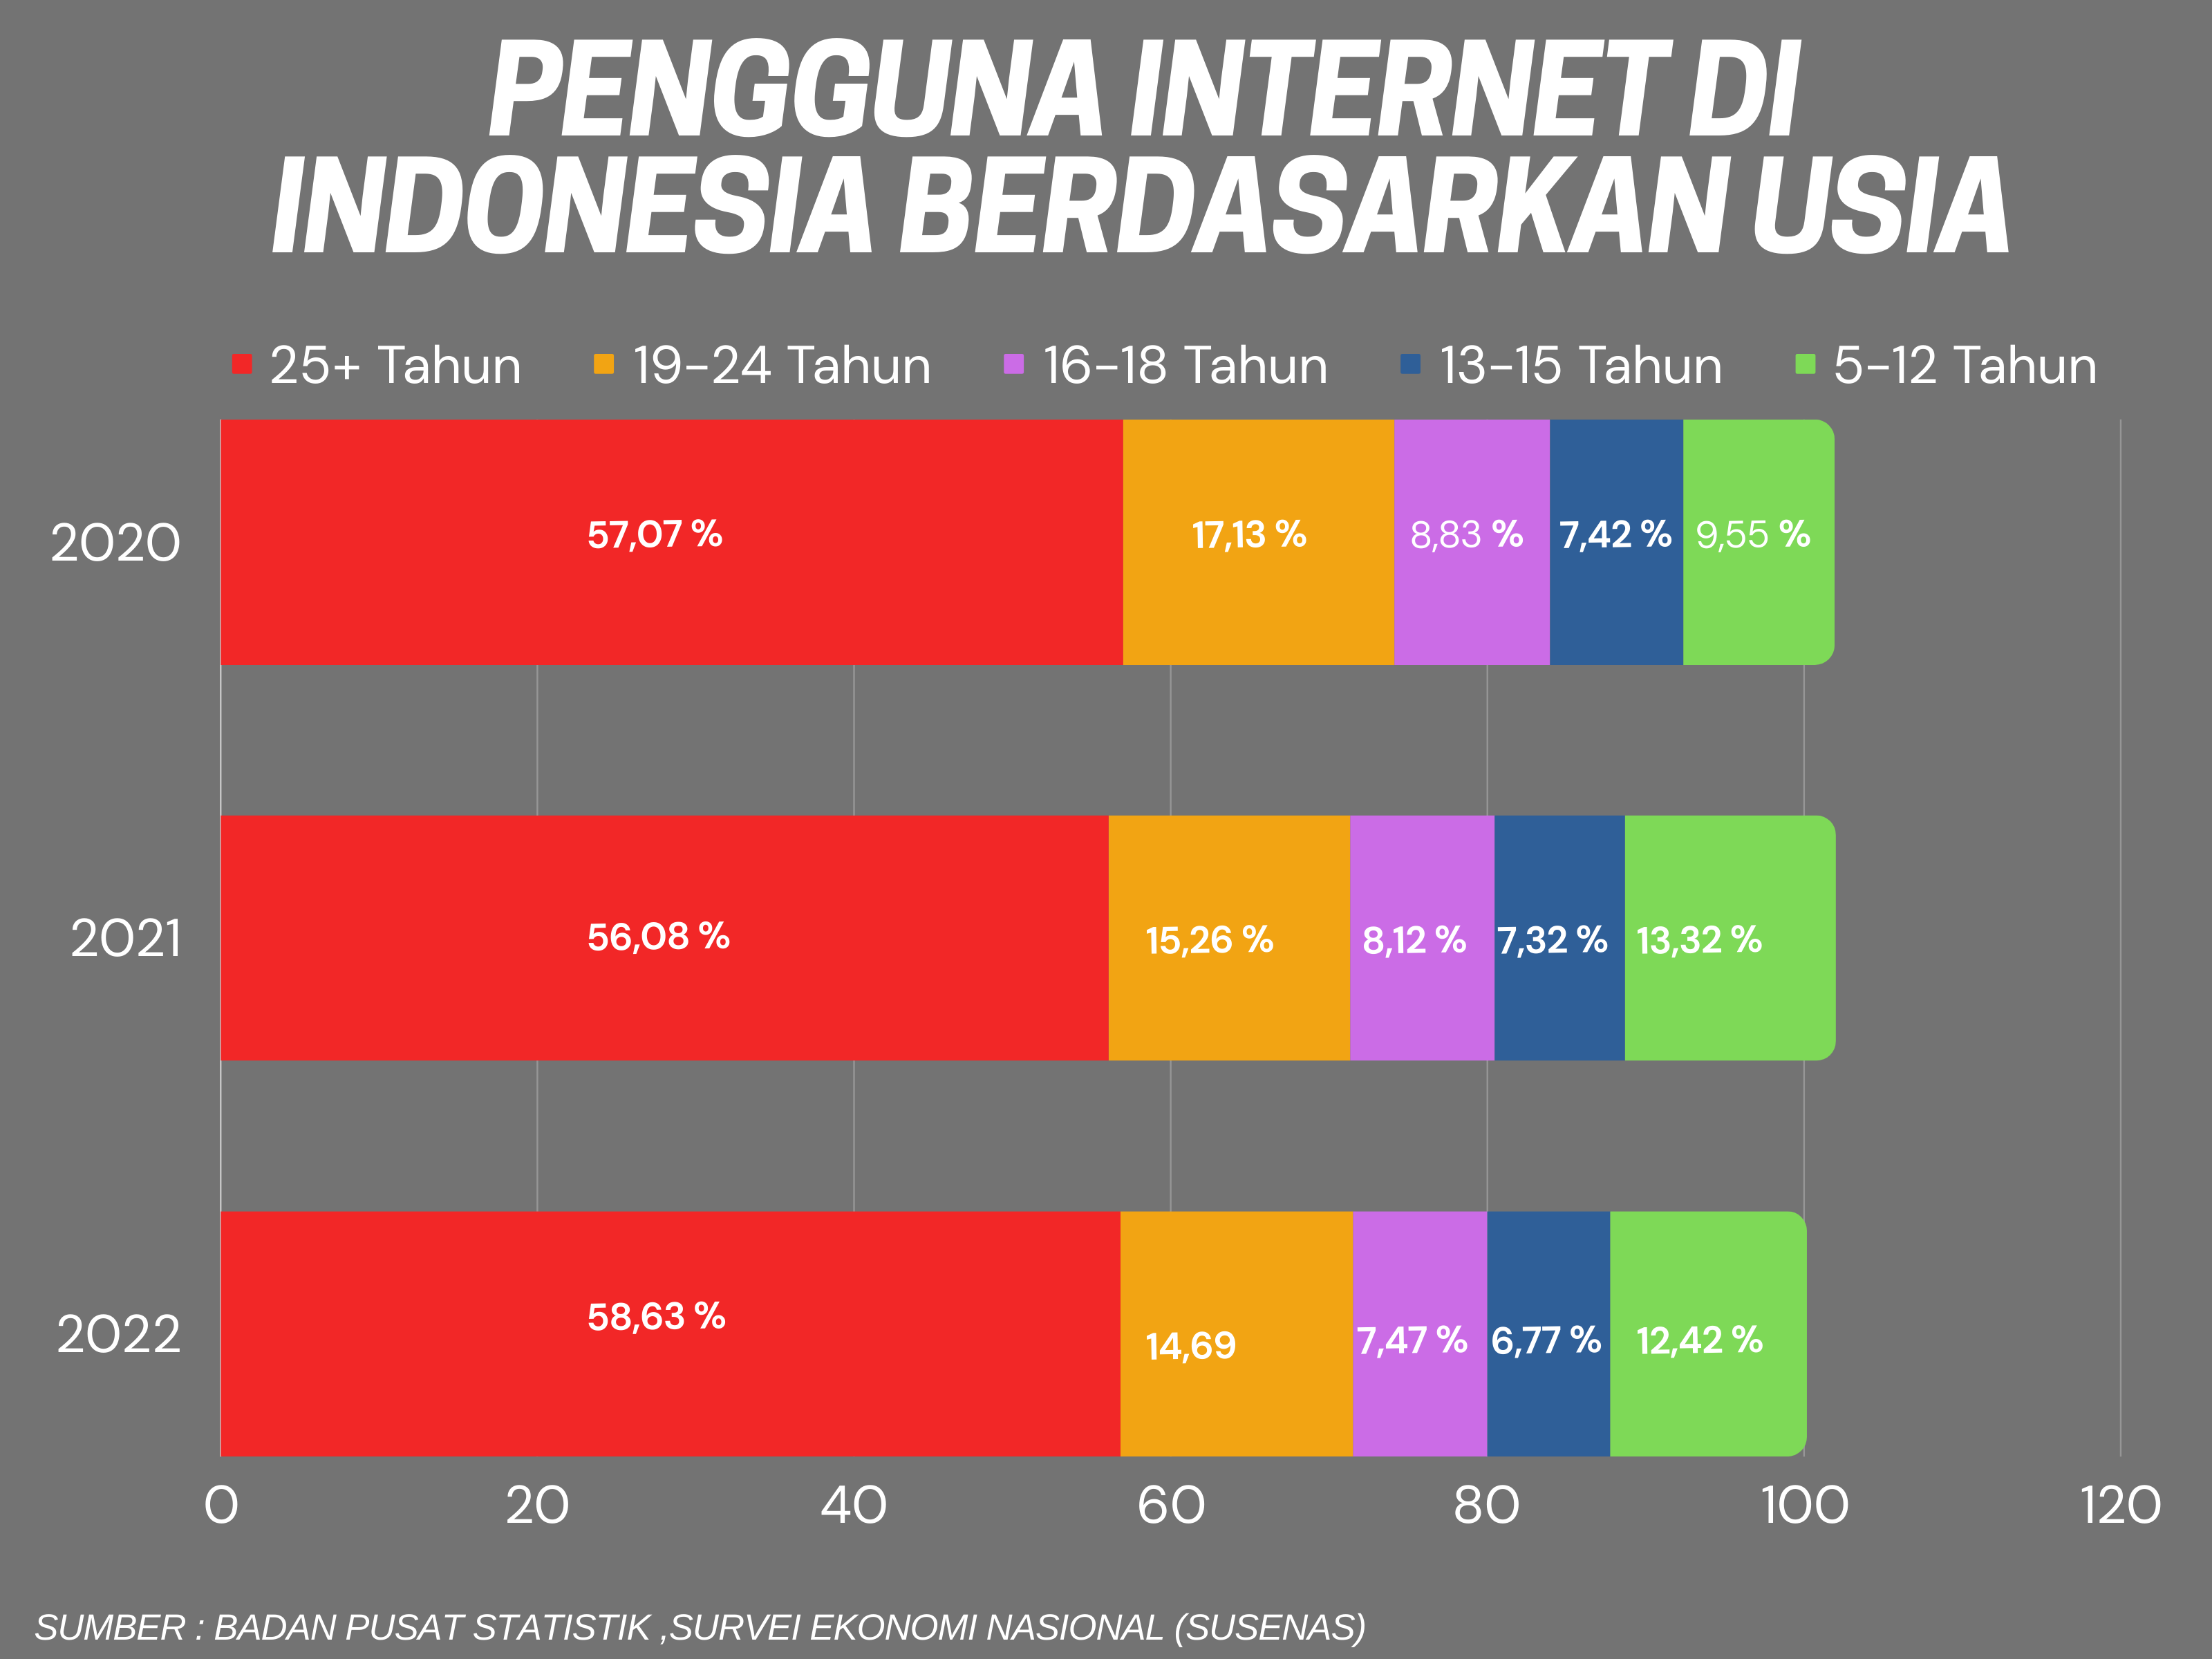 PENGGUNA INTERNET DI
INDONESIA BERDASARKAN USIA
25+ Tahun 19-24 Tahun 16-18 Tahun 13-15 Tahun 5-12 Tahun
2020 57,07 % 17,13 % 8,83 % 7,42 % 9,55 %
2021 56,08 % 15,26 % 8,12 % 7,32 % 13,32 %
2022 58,63 % 14,69 7,47 % 6,77 % 12,42 %
0 20 40 60 80 100 120
SUMBER : BADAN PUSAT STATISTIK ,SURVEI EKONOMI NASIONAL (SUSENAS)